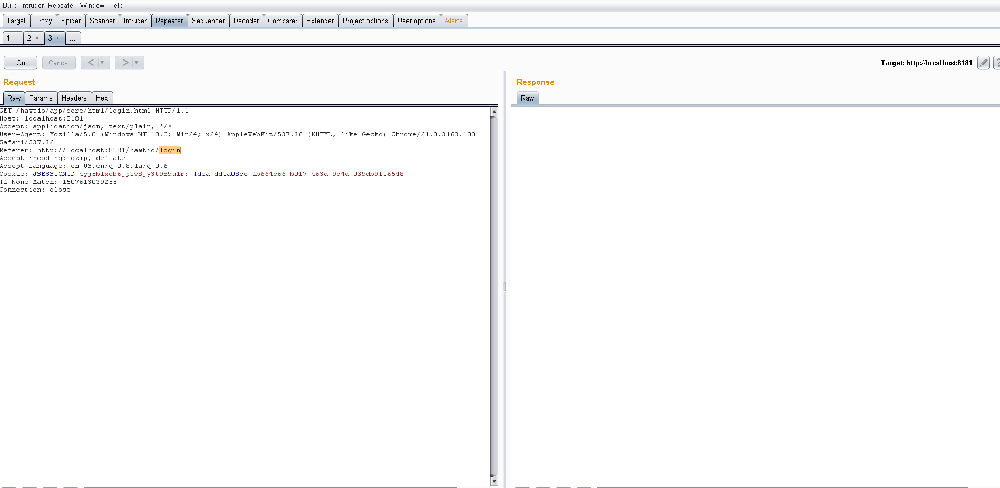 Burp Intruder Repeater Window Help
Target Proxy Spider Scanner Intruder Repeater Sequencer Decoder Comparer Extender Project options User options Alerts
1 × 2 × 3 × ...
Go Cancel < > Target: http://localhost:8181 ?
Request
Raw Params Headers Hex
GET /hawtio/app/core/html/login.html HTTP/1.1
Host: localhost:8181
Accept: application/json, text/plain, */*
User-Agent: Mozilla/5.0 (Windows NT 10.0; Win64; x64) AppleWebKit/537.36 (KHTML, like Gecko) Chrome/61.0.3163.100
Safari/537.36
Referer: http://localhost:8181/hawtio/login
Accept-Encoding: gzip, deflate
Accept-Language: en-US,en;q=0.8,la;q=0.6
Cookie: JSESSIONID=4yj5blxcb6jp1v8jy3t989u1r; Idea-dd1a08ce=fb664c66-b017-463d-9c4d-039db9f16548
If-None-Match: 1507613039255
Connection: close
Response
Raw